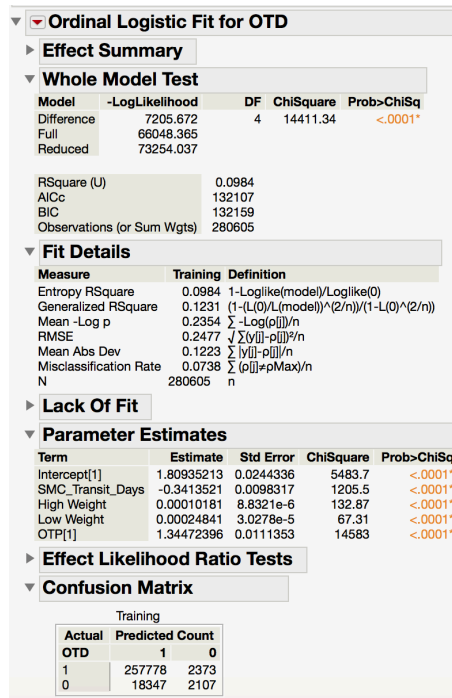 Ordinal Logistic Fit for OTD
Effect Summary
Whole Model Test
Model -LogLikelihood DF ChiSquare Prob>ChiSq
Difference 7205.672 4 14411.34 <.0001*
Full 66048.365
Reduced 73254.037
RSquare (U) 0.0984
AICc 132107
BIC 132159
Observations (or Sum Wgts) 280605
Fit Details
Measure Training Definition
Entropy RSquare 0.0984 1-Loglike(model)/Loglike(0)
Generalized RSquare 0.1231 (1-(L(0)/L(model))^(2/n))/(1-L(0)^(2/n))
Mean -Log p 0.2354 ∑ -Log(ρ[j])/n
RMSE 0.2477 √ ∑(y[j]-ρ[j])²/n
Mean Abs Dev 0.1223 ∑ |y[j]-ρ[j]|/n
Misclassification Rate 0.0738 ∑ (ρ[j]≠ρMax)/n
N 280605 n
Lack Of Fit
Parameter Estimates
Term Estimate Std Error ChiSquare Prob>ChiSq
Intercept[1] 1.80935213 0.0244336 5483.7 <.0001*
SMC_Transit_Days -0.3413521 0.0098317 1205.5 <.0001*
High Weight 0.00010181 8.8321e-6 132.87 <.0001*
Low Weight 0.00024841 3.0278e-5 67.31 <.0001*
OTP[1] 1.34472396 0.0111353 14583 <.0001*
Effect Likelihood Ratio Tests
Confusion Matrix
Training
Actual Predicted Count
OTD 1 0
1 257778 2373
0 18347 2107